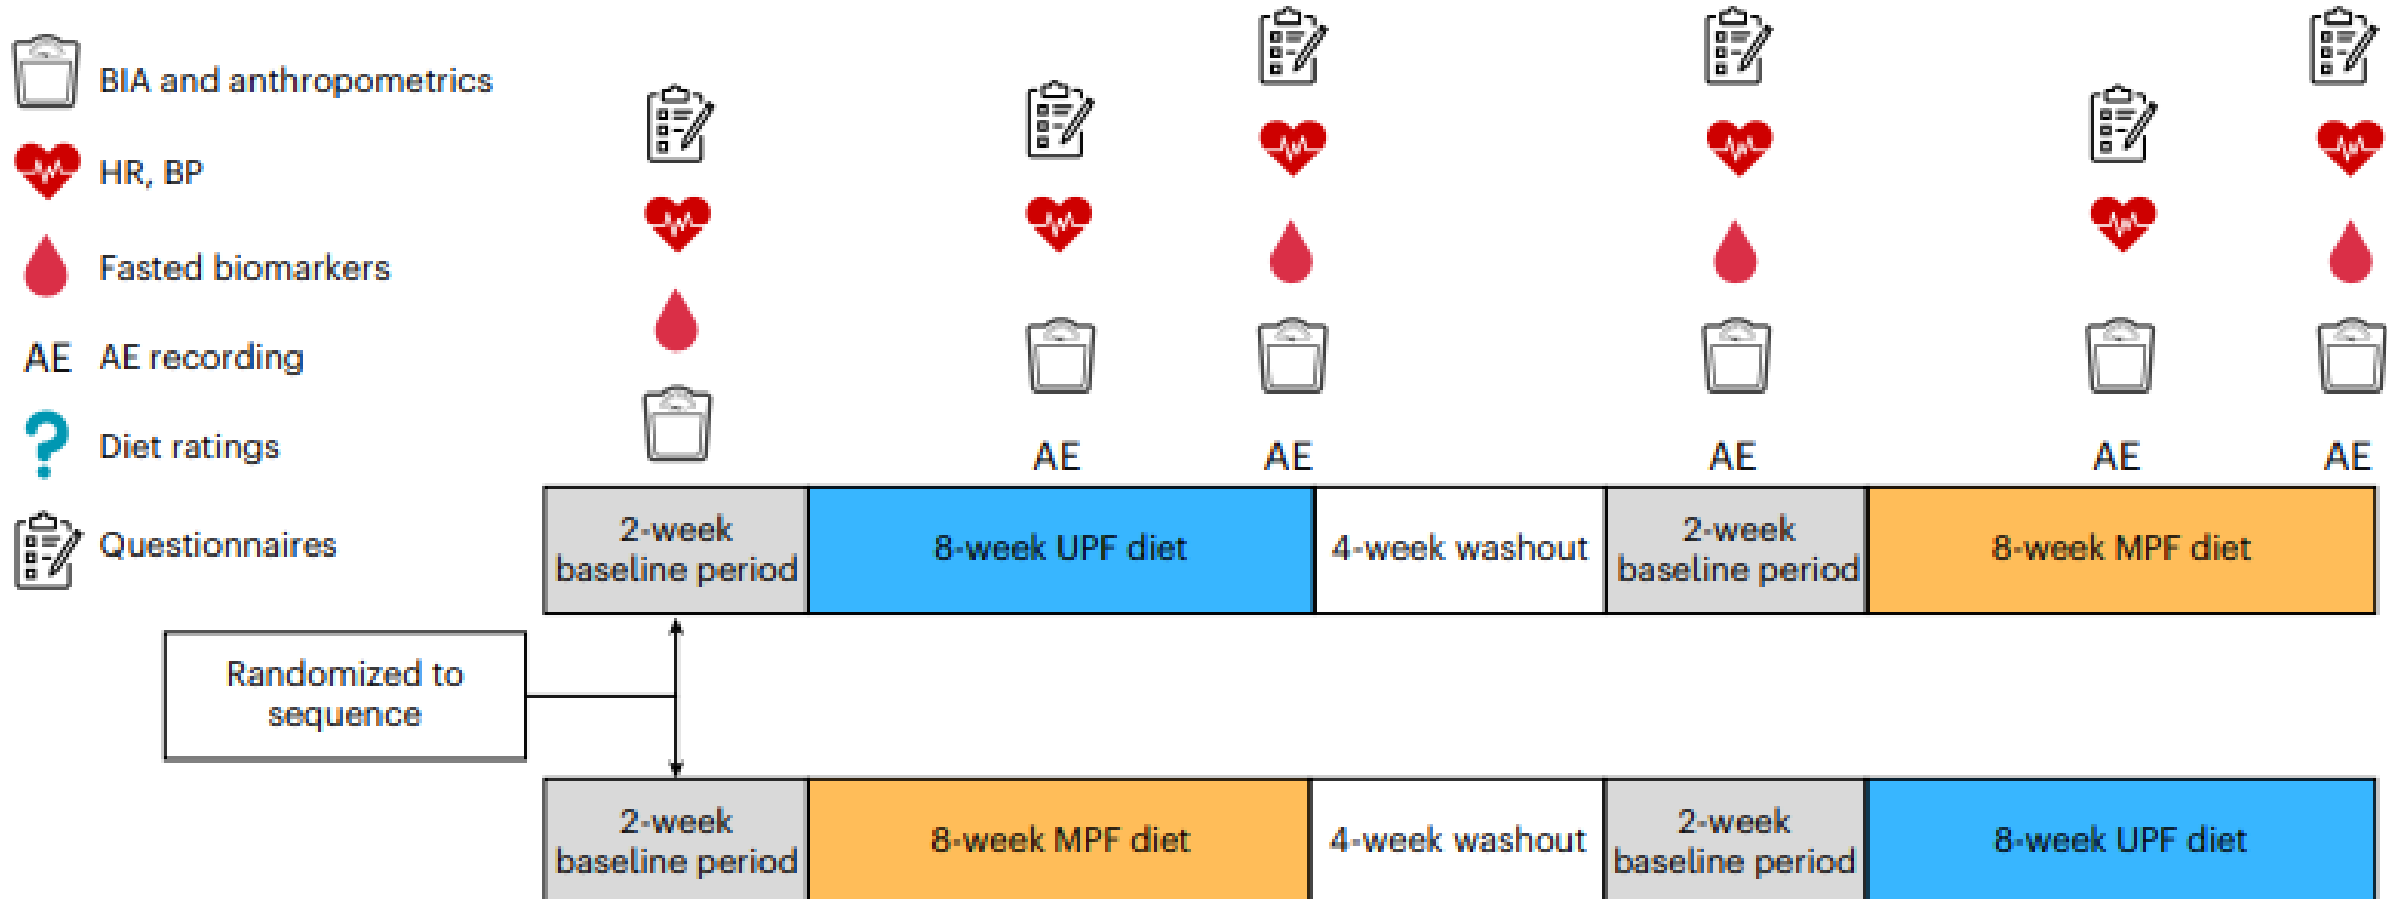 BIA and anthropometrics
HR, BP
Fasted biomarkers
AE AE recording
? Diet ratings
Questionnaires
AE AE AE AE AE
2-week
baseline period
8-week UPF diet
4-week washout
2-week
baseline period
8-week MPF diet
Randomized to
sequence
2-week
baseline period
8-week MPF diet
4-week washout
2-week
baseline period
8-week UPF diet